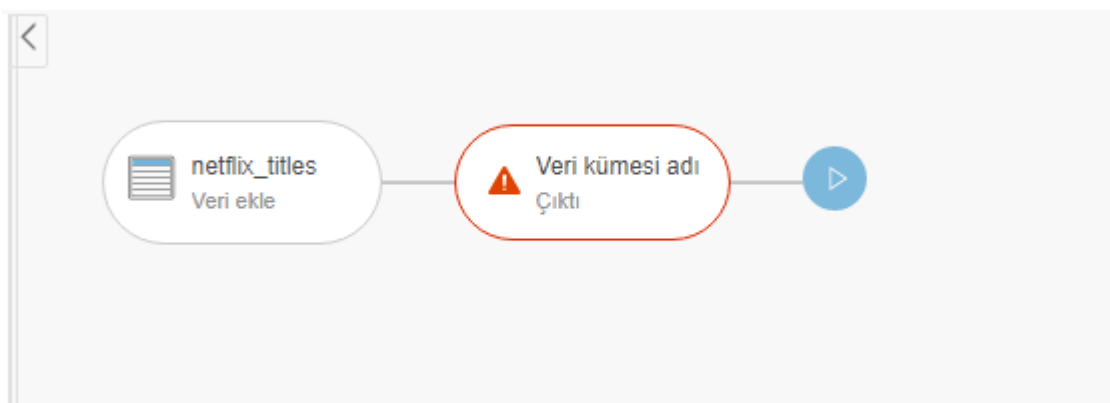 netflix_titles
Veri ekle
Veri kümesi adı
Çıktı